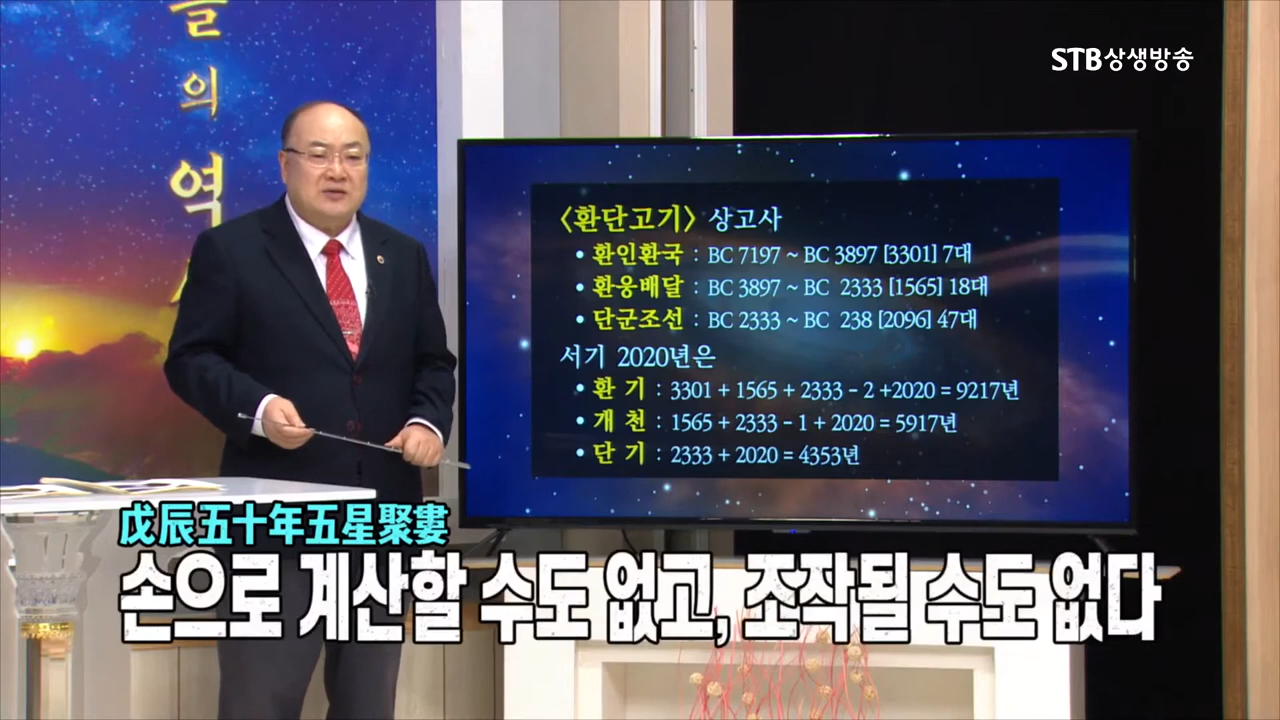 의
역
STB상생방송
<환단고기> 상고사
• 환인환국 : BC 7197 ~ BC 3897 [3301] 7대
• 환웅배달 : BC 3897 ~ BC 2333 [1565] 18대
• 단군조선 : BC 2333 ~ BC 238 [2096] 47대
서기 2020년은
• 환 기 : 3301 + 1565 + 2333 - 2 +2020 = 9217년
• 개 천 : 1565 + 2333 - 1 + 2020 = 5917년
• 단 기 : 2333 + 2020 = 4353년
戊辰五十年五星聚婁
손으로 계산할 수도 없고, 조작될 수도 없다